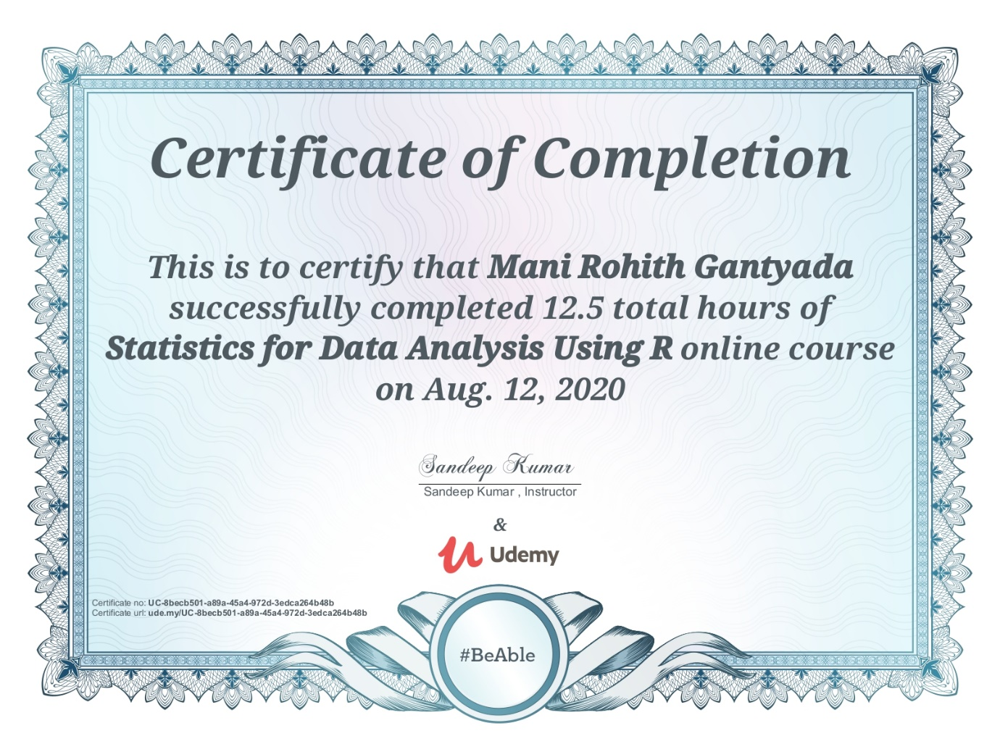 Certificate of Completion
This is to certify that Mani Rohith Gantyada
successfully completed 12.5 total hours of
Statistics for Data Analysis Using R online course
on Aug. 12, 2020
Sandeep Kumar
Sandeep Kumar , Instructor
&
Udemy
Certificate no: UC-8becb501-a89a-45a4-972d-3edca264b48b
Certificate url: ude.my/UC-8becb501-a89a-45a4-972d-3edca264b48b
#BeAble